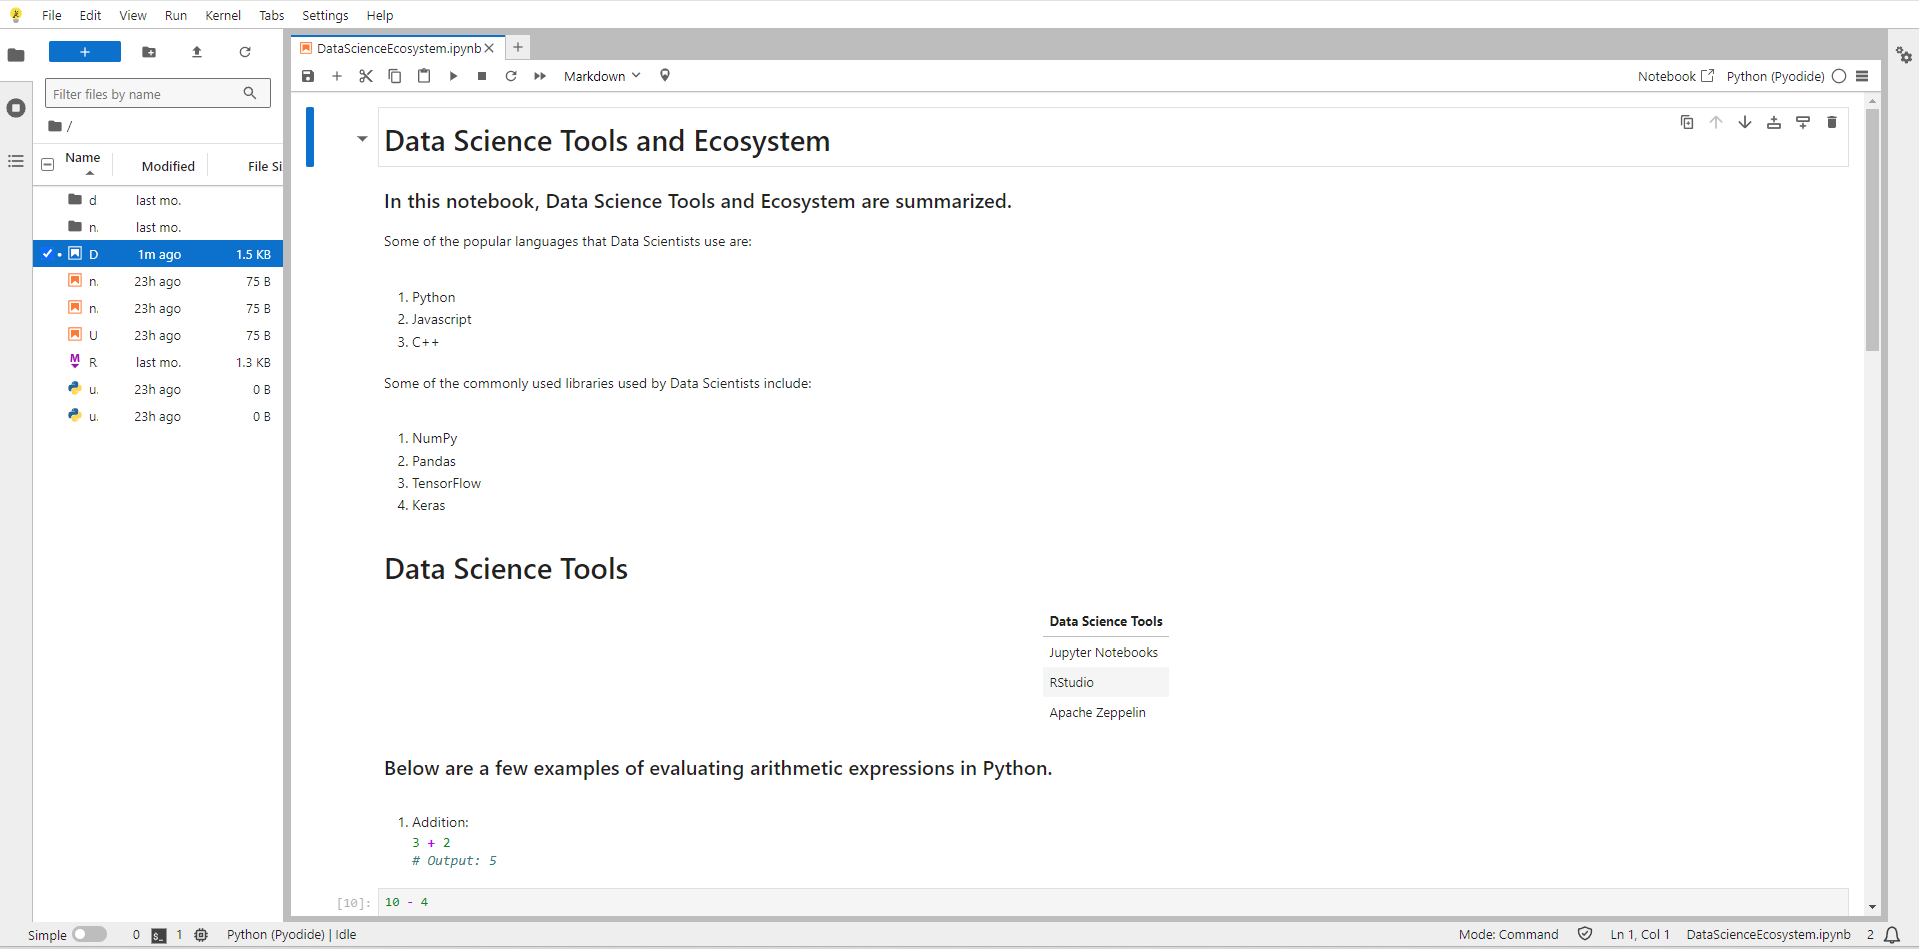 File Edit View Run Kernel Tabs Settings Help
DataScienceEcosystem.ipynb
Markdown
Notebook Python (Pyodide)
Filter files by name
/
Name Modified File Si
d last mo.
n. last mo.
D 1m ago 1.5 KB
n. 23h ago 75 B
n. 23h ago 75 B
U 23h ago 75 B
R last mo. 1.3 KB
u. 23h ago 0 B
u. 23h ago 0 B
Data Science Tools and Ecosystem
In this notebook, Data Science Tools and Ecosystem are summarized.
Some of the popular languages that Data Scientists use are:
1. Python
2. Javascript
3. C++
Some of the commonly used libraries used by Data Scientists include:
1. NumPy
2. Pandas
3. TensorFlow
4. Keras
Data Science Tools
Data Science Tools
Jupyter Notebooks
RStudio
Apache Zeppelin
Below are a few examples of evaluating arithmetic expressions in Python.
1. Addition:
3 + 2
# Output: 5
[10]: 10 - 4
Simple 0 $_ 1 Python (Pyodide) | Idle
Mode: Command Ln 1, Col 1 DataScienceEcosystem.ipynb 2